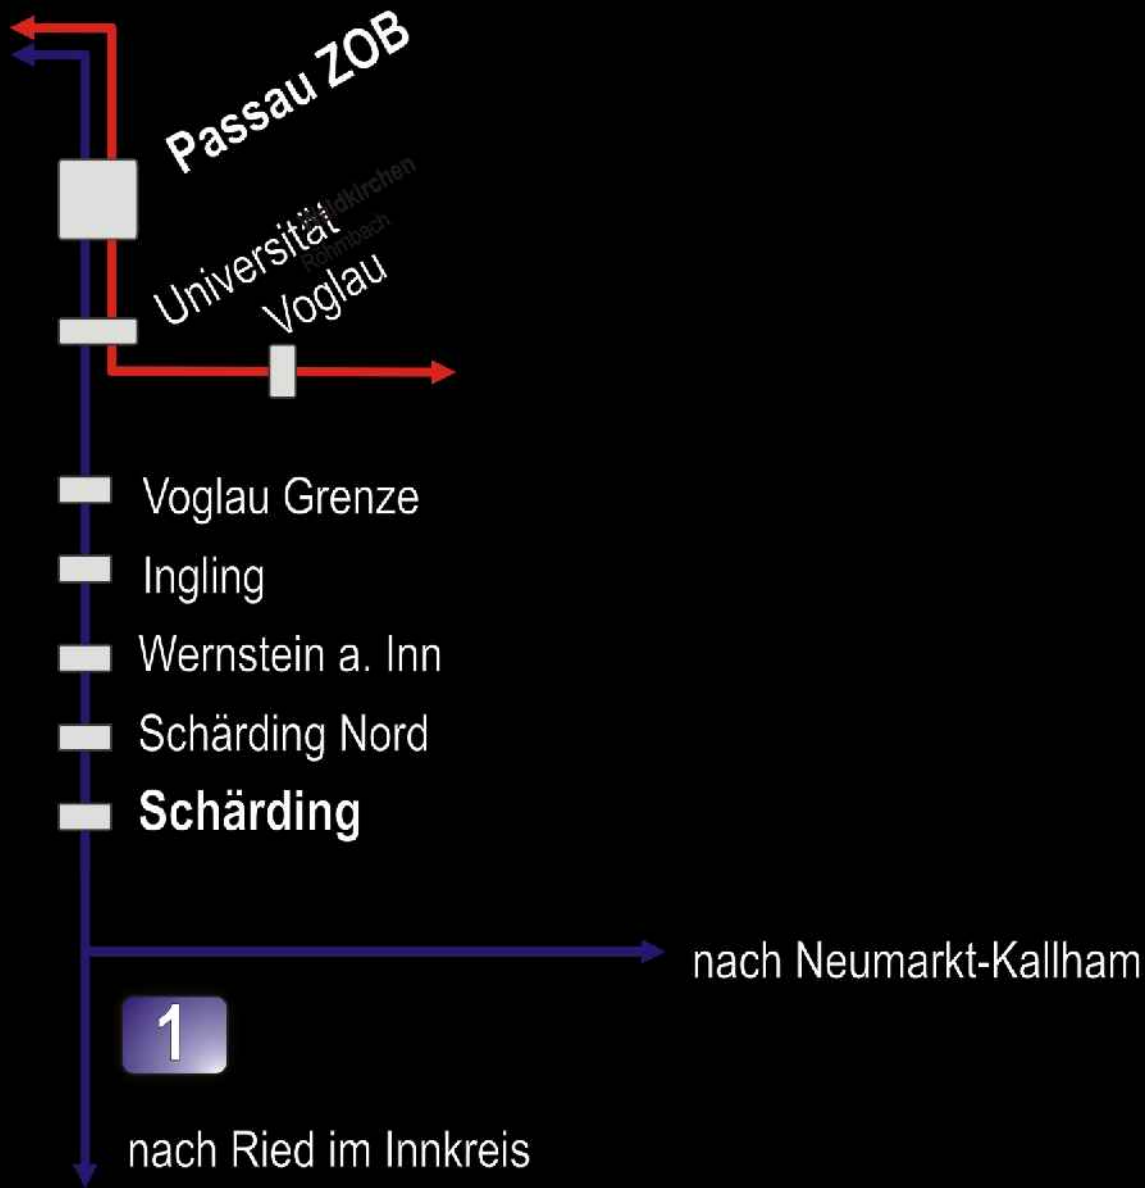 Passau ZOB
Universität
Voglau
Voglau Grenze
Ingling
Wernstein a. Inn
Schärding Nord
Schärding
nach Neumarkt-Kallham
1
nach Ried im Innkreis